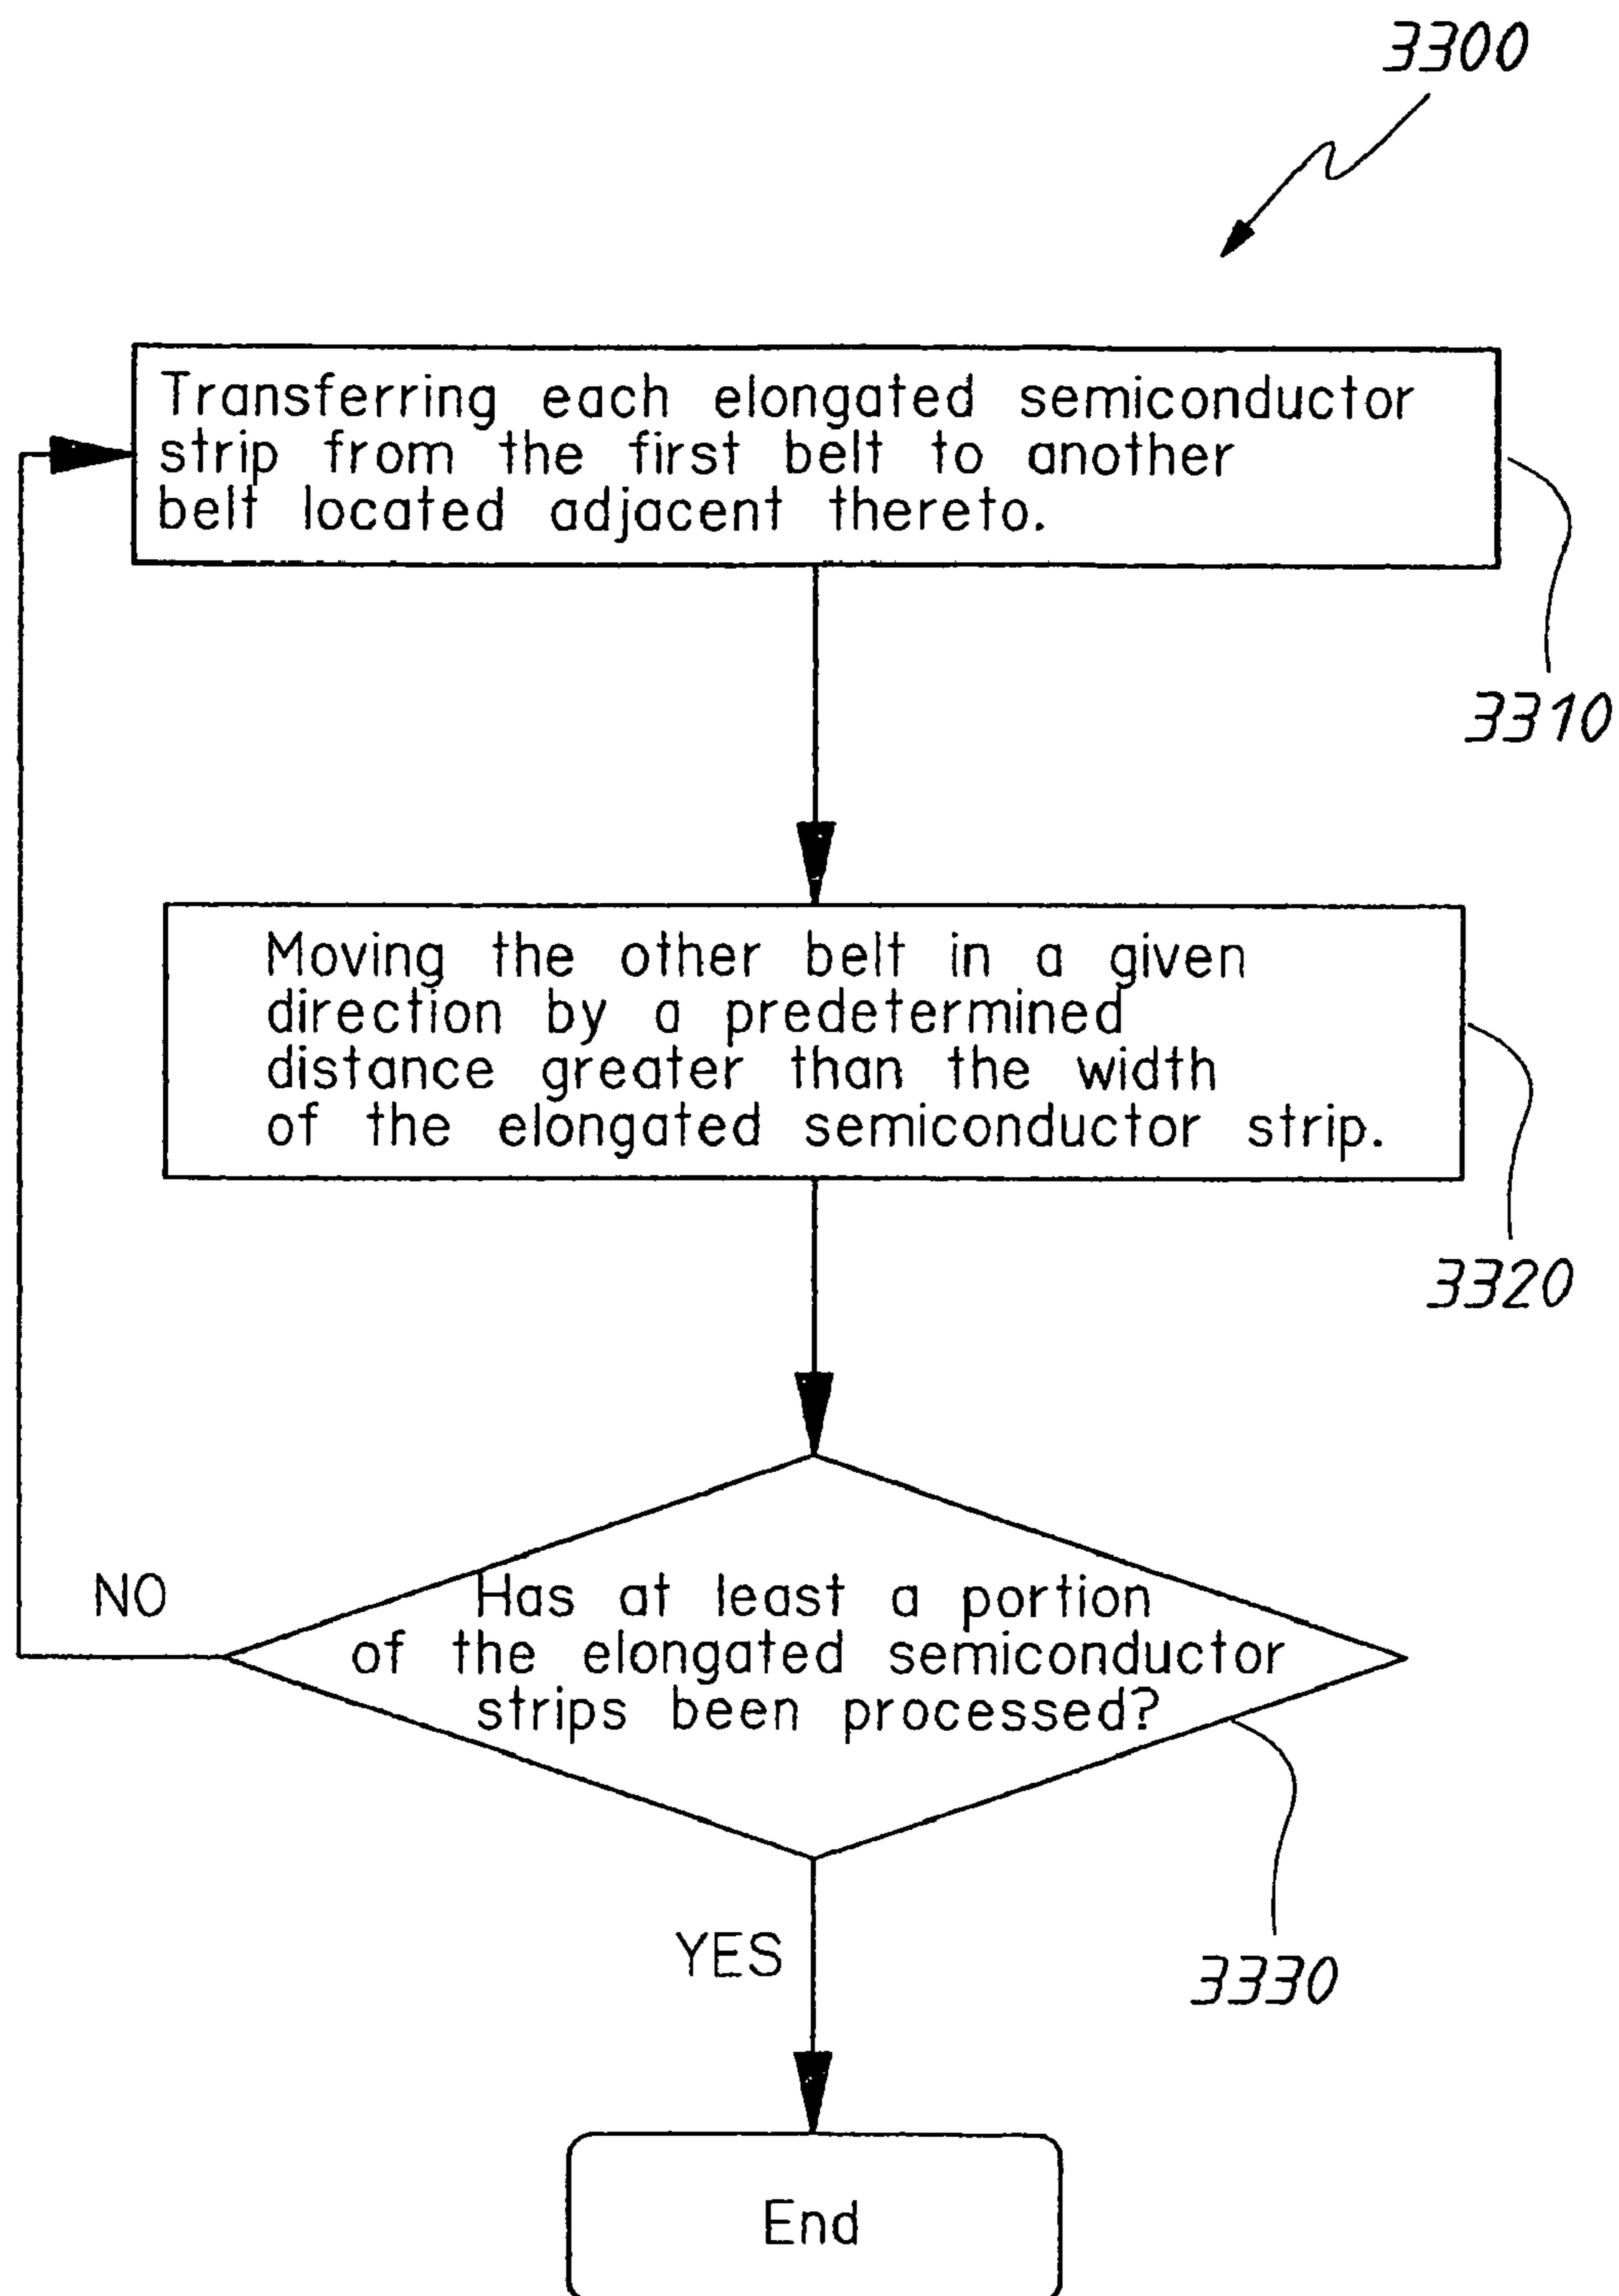 3300
Transferring each elongated semiconductor
strip from the first belt to another
belt located adjacent thereto.
3310
Moving the other belt in a given
direction by a predetermined
distance greater than the width
of the elongated semiconductor strip.
3320
Has at least a portion
of the elongated semiconductor
strips been processed?
NO
3330
YES
End